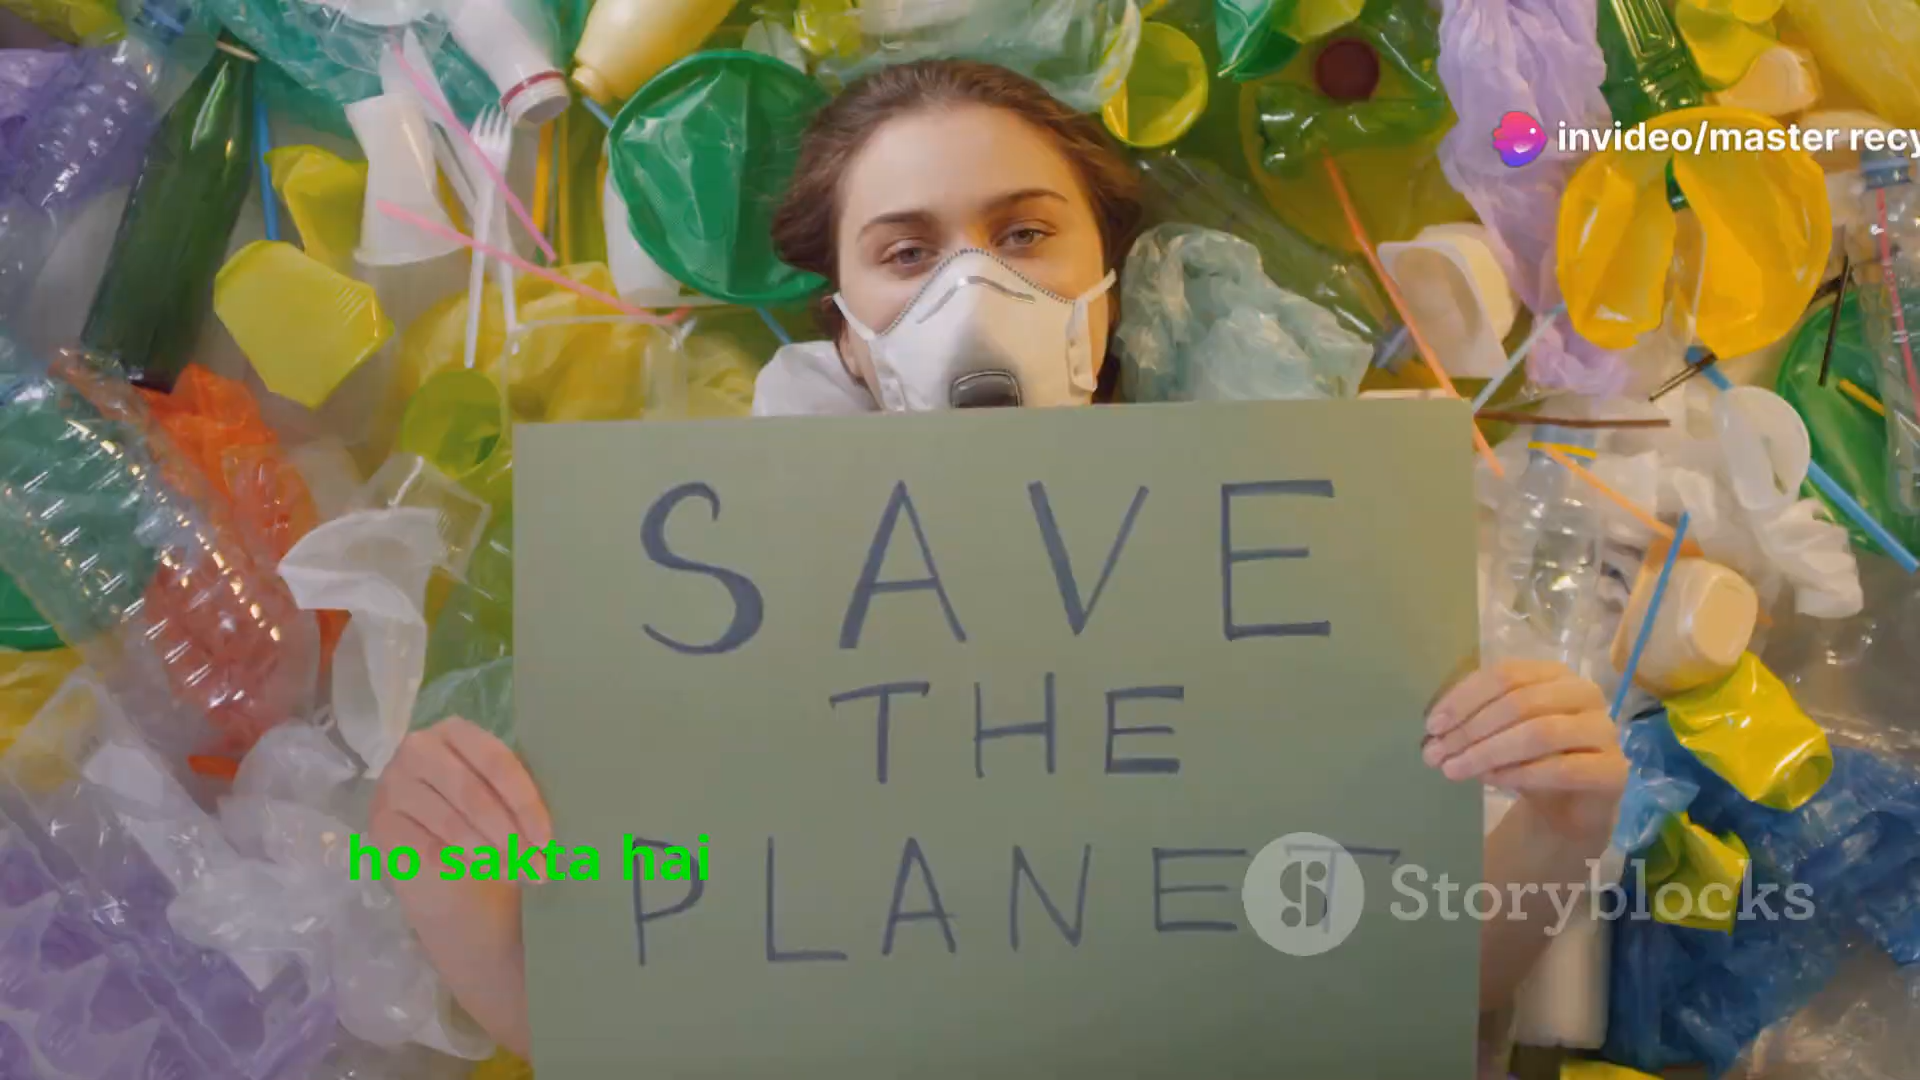 invideo/master recy
SAVE
THE
PLANET
ho sakta hai
Storyblocks